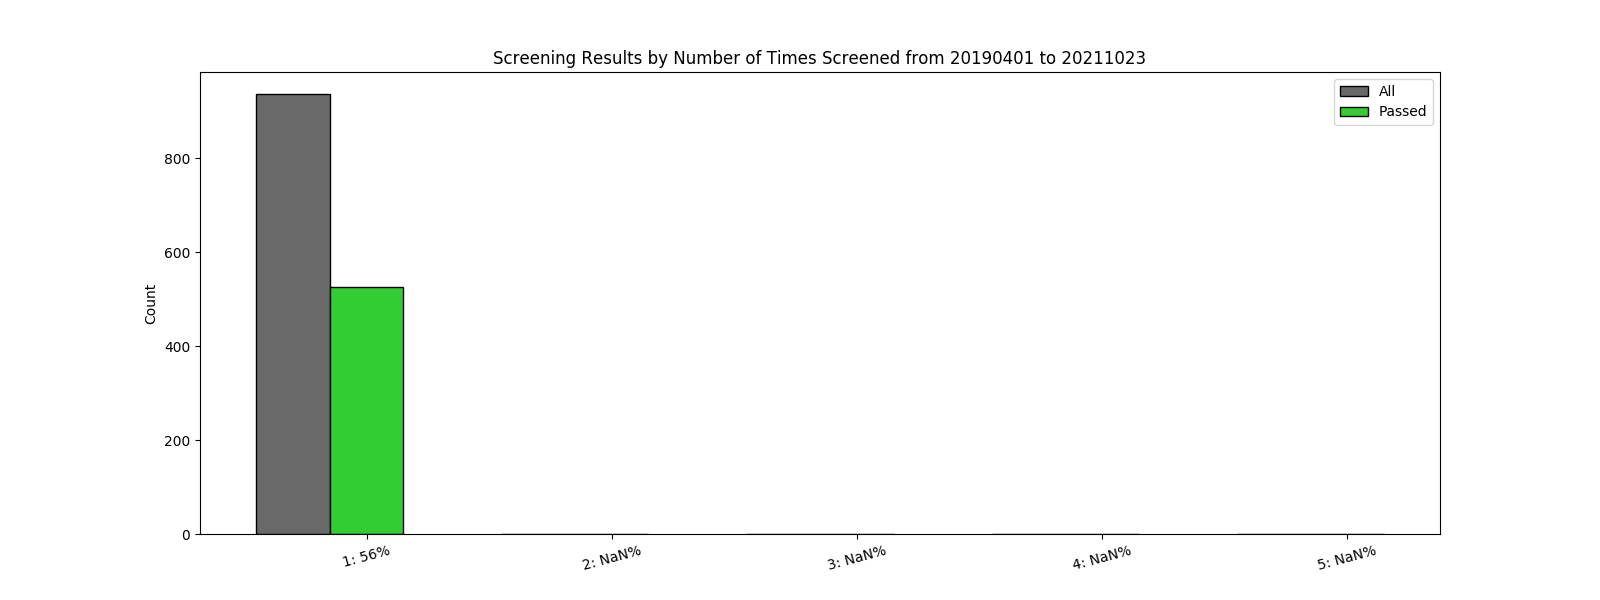 Screening Results by Number of Times Screened from 20190401 to 20211023
All
Passed
Count
800
600
400
200
0
1: 56%
2: NaN%
3: NaN%
4: NaN%
5: NaN%